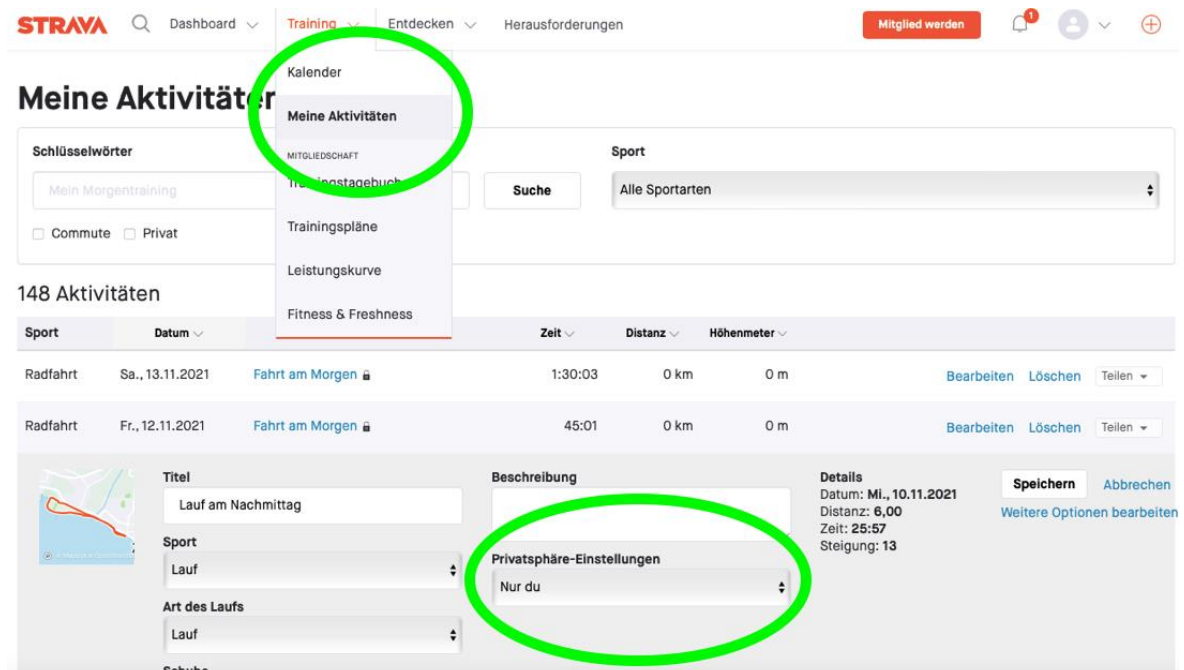 STRAVA Dashboard Training Entdecken Herausforderungen Mitglied werden 1
Kalender
Meine Aktivitäten
Meine Aktivitäten
MITGLIEDSCHAFT
Trainingstagebuch
Trainingspläne
Leistungskurve
Fitness & Freshness
Schlüsselwörter Sport
Mein Morgentraining Suche Alle Sportarten
Commute Privat
148 Aktivitäten
Sport Datum Zeit Distanz Höhenmeter
Radfahrt Sa., 13.11.2021 Fahrt am Morgen 1:30:03 0 km 0 m Bearbeiten Löschen Teilen
Radfahrt Fr., 12.11.2021 Fahrt am Morgen 45:01 0 km 0 m Bearbeiten Löschen Teilen
Titel Beschreibung Details Speichern Abbrechen
Lauf am Nachmittag Datum: Mi., 10.11.2021
Distanz: 6,00 Weitere Optionen bearbeiten
Zeit: 25:57
Sport Steigung: 13
Privatsphäre-Einstellungen
Lauf Nur du
Art des Laufs
Lauf
Schuhe